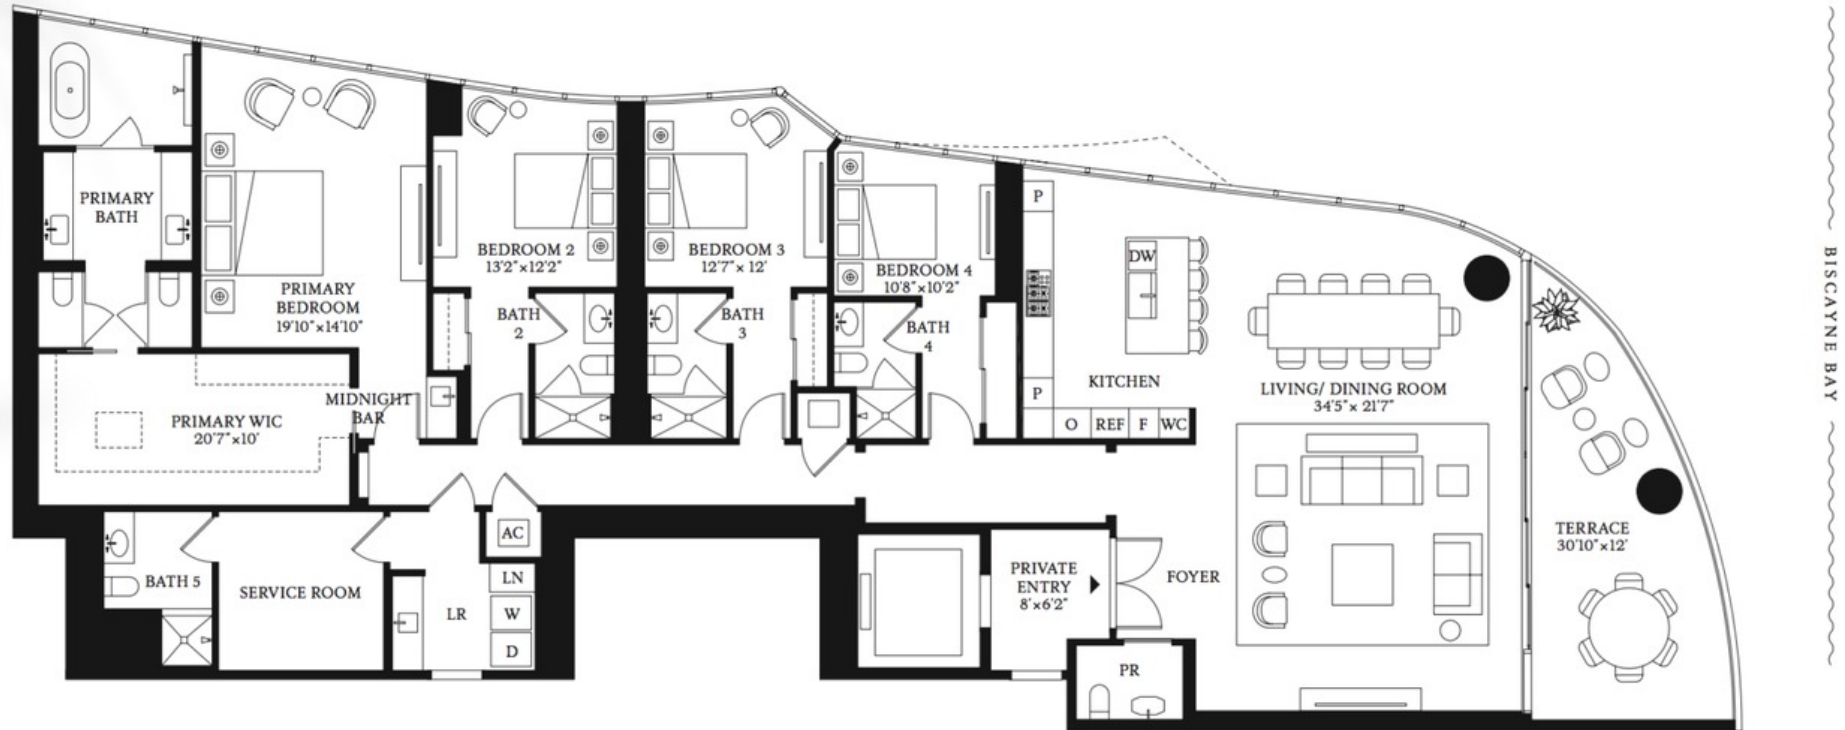 PRIMARY
BATH
PRIMARY
BEDROOM
19'10"×14'10"
BEDROOM 2
13'2"×12'2"
BEDROOM 3
12'7"× 12'
BEDROOM 4
10'8"×10'2"
BATH
2
BATH
3
BATH
4
P
DW
P
KITCHEN
O
REF
F
WC
LIVING/ DINING ROOM
34'5"× 21'7"
BISCAYNE BAY
PRIMARY WIC
20'7"×10'
MIDNIGHT
BAR
AC
BATH 5
SERVICE ROOM
LR
LN
W
D
PRIVATE
ENTRY
8'×6'2"
FOYER
PR
TERRACE
30'10"×12'